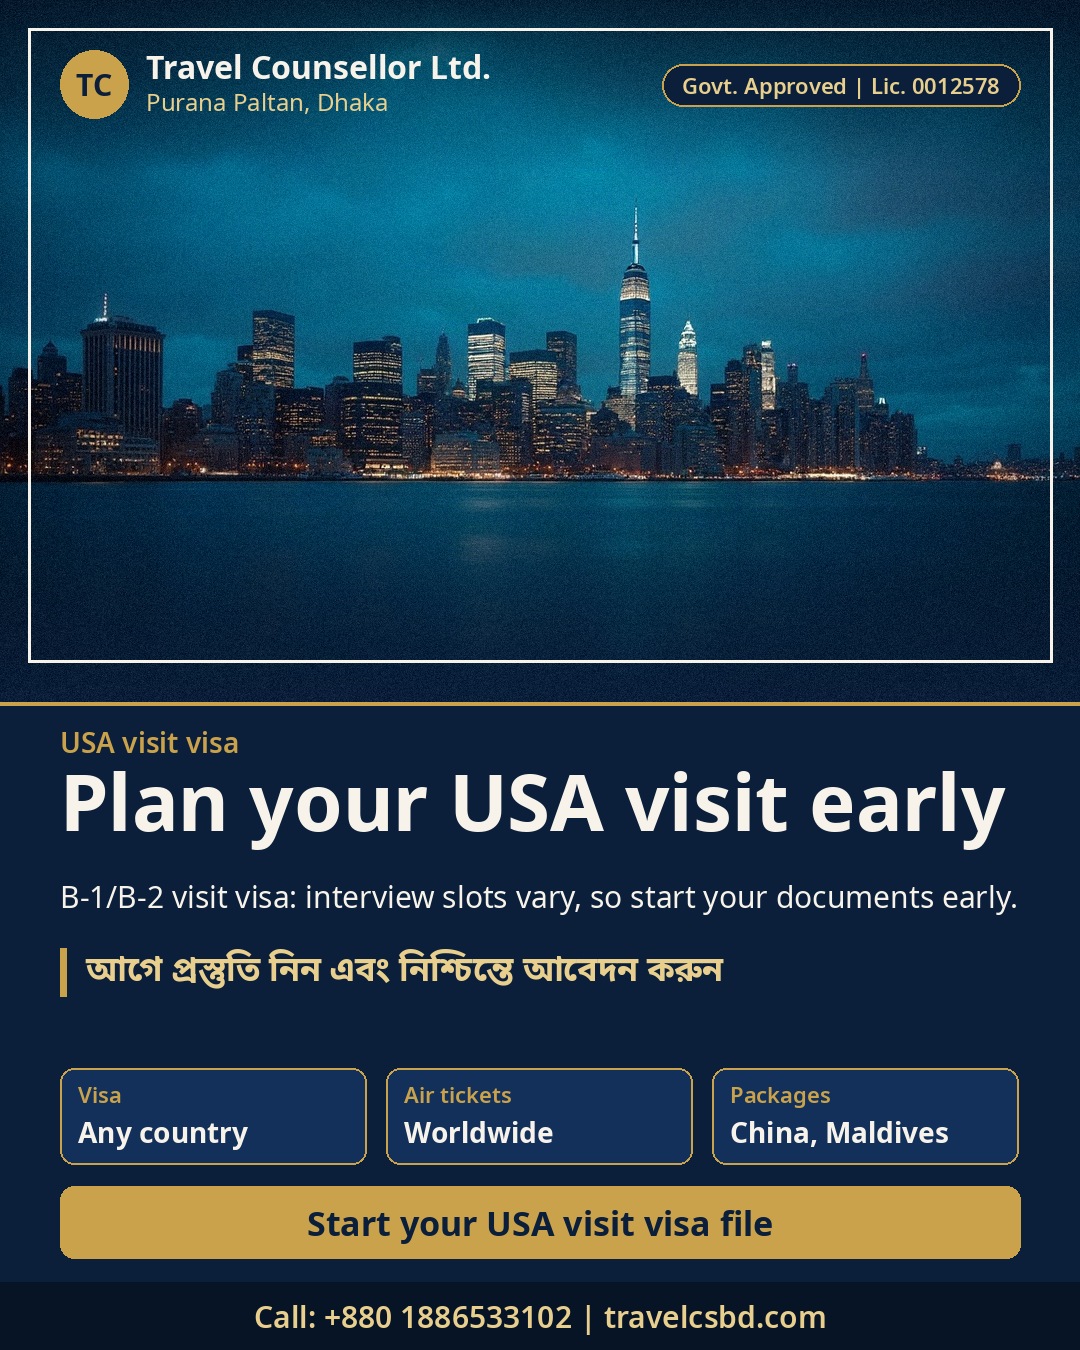 TC
Travel Counsellor Ltd.
Purana Paltan, Dhaka
Govt. Approved | Lic. 0012578
USA visit visa
Plan your USA visit early
B-1/B-2 visit visa: interview slots vary, so start your documents early.
আগে প্রস্তুতি নিন এবং নিশ্চিন্তে আবেদন করুন
Visa
Any country
Air tickets
Worldwide
Packages
China, Maldives
Start your USA visit visa file
Call: +880 1886533102 | travelcsbd.com